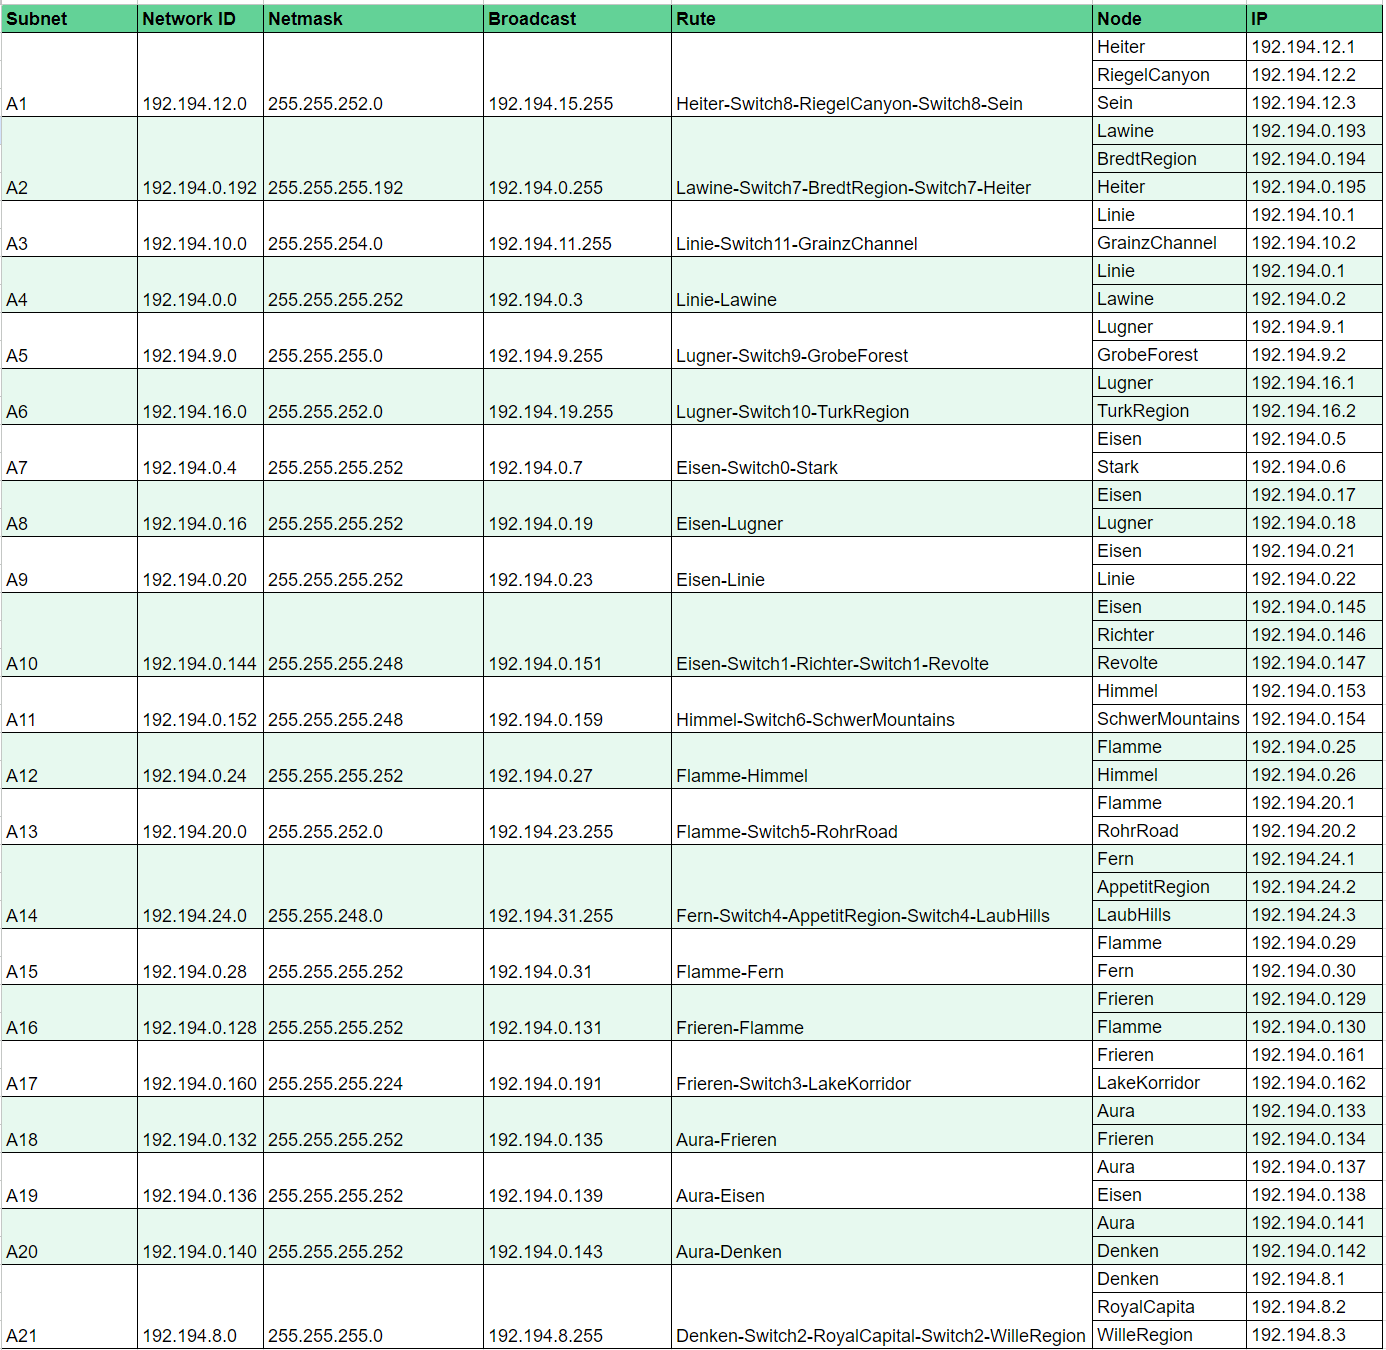 Subnet Network ID Netmask Broadcast Rute Node IP
Heiter 192.194.12.1
RiegelCanyon 192.194.12.2
A1 192.194.12.0 255.255.252.0 192.194.15.255 Heiter-Switch8-RiegelCanyon-Switch8-Sein Sein 192.194.12.3
Lawine 192.194.0.193
BredtRegion 192.194.0.194
A2 192.194.0.192 255.255.255.192 192.194.0.255 Lawine-Switch7-BredtRegion-Switch7-Heiter Heiter 192.194.0.195
Linie 192.194.10.1
A3 192.194.10.0 255.255.254.0 192.194.11.255 Linie-Switch11-GrainzChannel GrainzChannel 192.194.10.2
Linie 192.194.0.1
A4 192.194.0.0 255.255.255.252 192.194.0.3 Linie-Lawine Lawine 192.194.0.2
Lugner 192.194.9.1
A5 192.194.9.0 255.255.255.0 192.194.9.255 Lugner-Switch9-GrobeForest GrobeForest 192.194.9.2
Lugner 192.194.16.1
A6 192.194.16.0 255.255.252.0 192.194.19.255 Lugner-Switch10-TurkRegion TurkRegion 192.194.16.2
Eisen 192.194.0.5
A7 192.194.0.4 255.255.255.252 192.194.0.7 Eisen-Switch0-Stark Stark 192.194.0.6
Eisen 192.194.0.17
A8 192.194.0.16 255.255.255.252 192.194.0.19 Eisen-Lugner Lugner 192.194.0.18
Eisen 192.194.0.21
A9 192.194.0.20 255.255.255.252 192.194.0.23 Eisen-Linie Linie 192.194.0.22
Eisen 192.194.0.145
Richter 192.194.0.146
A10 192.194.0.144 255.255.255.248 192.194.0.151 Eisen-Switch1-Richter-Switch1-Revolte Revolte 192.194.0.147
Himmel 192.194.0.153
A11 192.194.0.152 255.255.255.248 192.194.0.159 Himmel-Switch6-SchwerMountains SchwerMountains 192.194.0.154
Flamme 192.194.0.25
A12 192.194.0.24 255.255.255.252 192.194.0.27 Flamme-Himmel Himmel 192.194.0.26
Flamme 192.194.20.1
A13 192.194.20.0 255.255.252.0 192.194.23.255 Flamme-Switch5-RohrRoad RohrRoad 192.194.20.2
Fern 192.194.24.1
AppetitRegion 192.194.24.2
A14 192.194.24.0 255.255.248.0 192.194.31.255 Fern-Switch4-AppetitRegion-Switch4-LaubHills LaubHills 192.194.24.3
Flamme 192.194.0.29
A15 192.194.0.28 255.255.255.252 192.194.0.31 Flamme-Fern Fern 192.194.0.30
Frieren 192.194.0.129
A16 192.194.0.128 255.255.255.252 192.194.0.131 Frieren-Flamme Flamme 192.194.0.130
Frieren 192.194.0.161
A17 192.194.0.160 255.255.255.224 192.194.0.191 Frieren-Switch3-LakeKorridor LakeKorridor 192.194.0.162
Aura 192.194.0.133
A18 192.194.0.132 255.255.255.252 192.194.0.135 Aura-Frieren Frieren 192.194.0.134
Aura 192.194.0.137
A19 192.194.0.136 255.255.255.252 192.194.0.139 Aura-Eisen Eisen 192.194.0.138
Aura 192.194.0.141
A20 192.194.0.140 255.255.255.252 192.194.0.143 Aura-Denken Denken 192.194.0.142
Denken 192.194.8.1
RoyalCapita 192.194.8.2
A21 192.194.8.0 255.255.255.0 192.194.8.255 Denken-Switch2-RoyalCapital-Switch2-WilleRegion WilleRegion 192.194.8.3